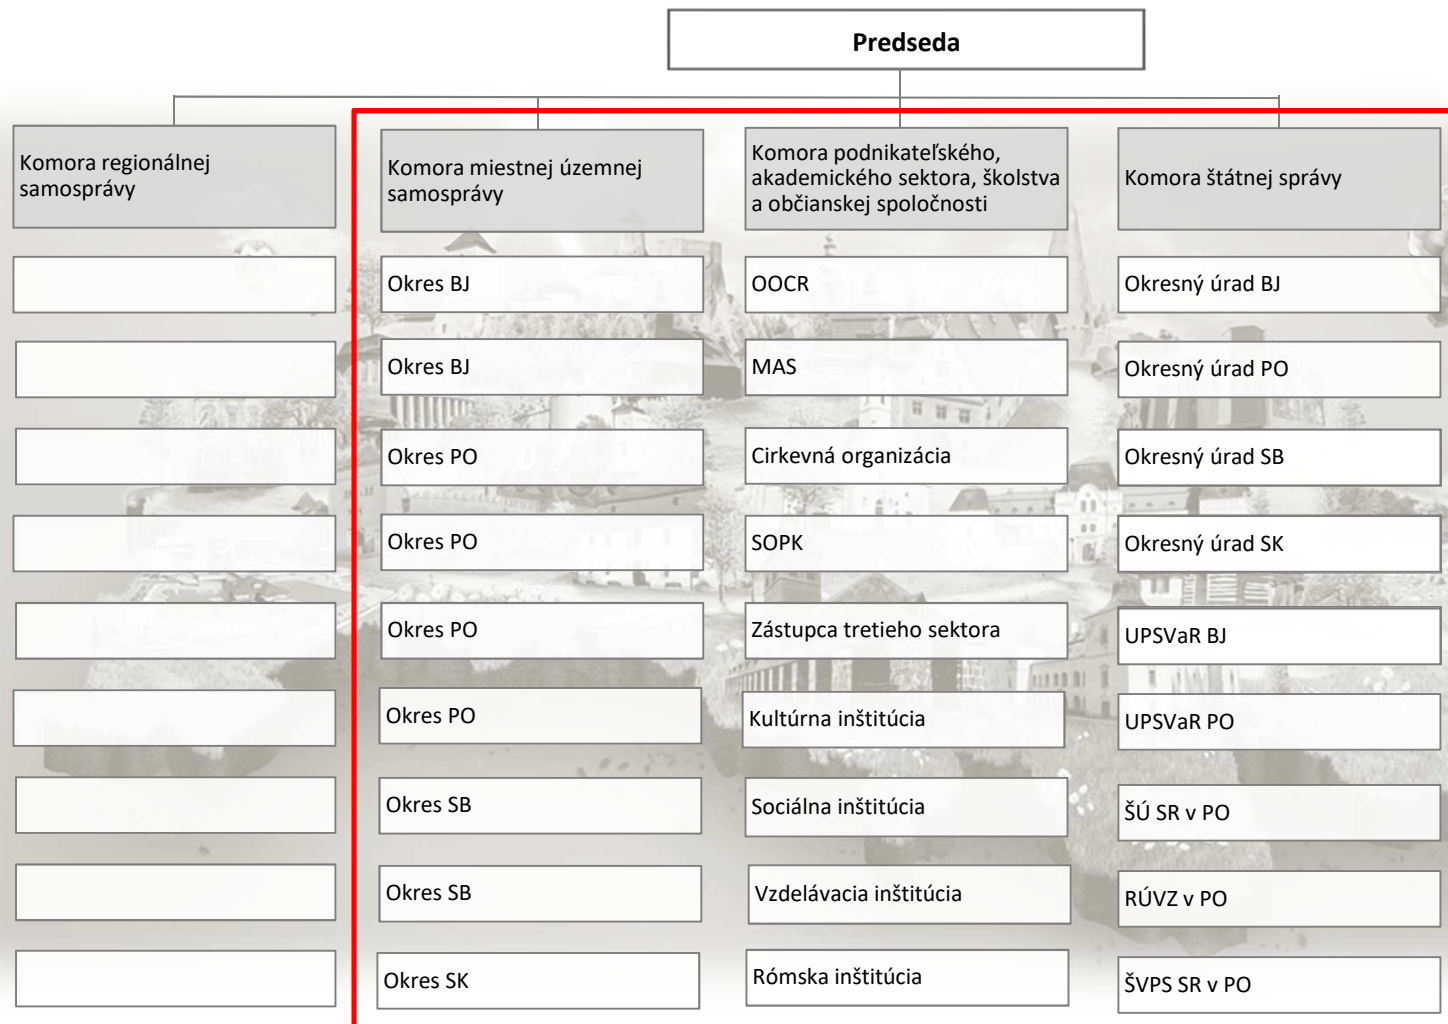 Predseda
Komora regionálnej
samosprávy
Komora miestnej územnej
samosprávy
Komora podnikateľského,
akademického sektora, školstva
a občianskej spoločnosti
Komora štátnej správy
Okres BJ
OOCR
Okresný úrad BJ
Okres BJ
MAS
Okresný úrad PO
Okres PO
Cirkevná organizácia
Okresný úrad SB
Okres PO
SOPK
Okresný úrad SK
Okres PO
Zástupca tretieho sektora
UPSVaR BJ
Okres PO
Kultúrna inštitúcia
UPSVaR PO
Okres SB
Sociálna inštitúcia
ŠÚ SR v PO
Okres SB
Vzdelávacia inštitúcia
RÚVZ v PO
Okres SK
Rómska inštitúcia
ŠVPS SR v PO